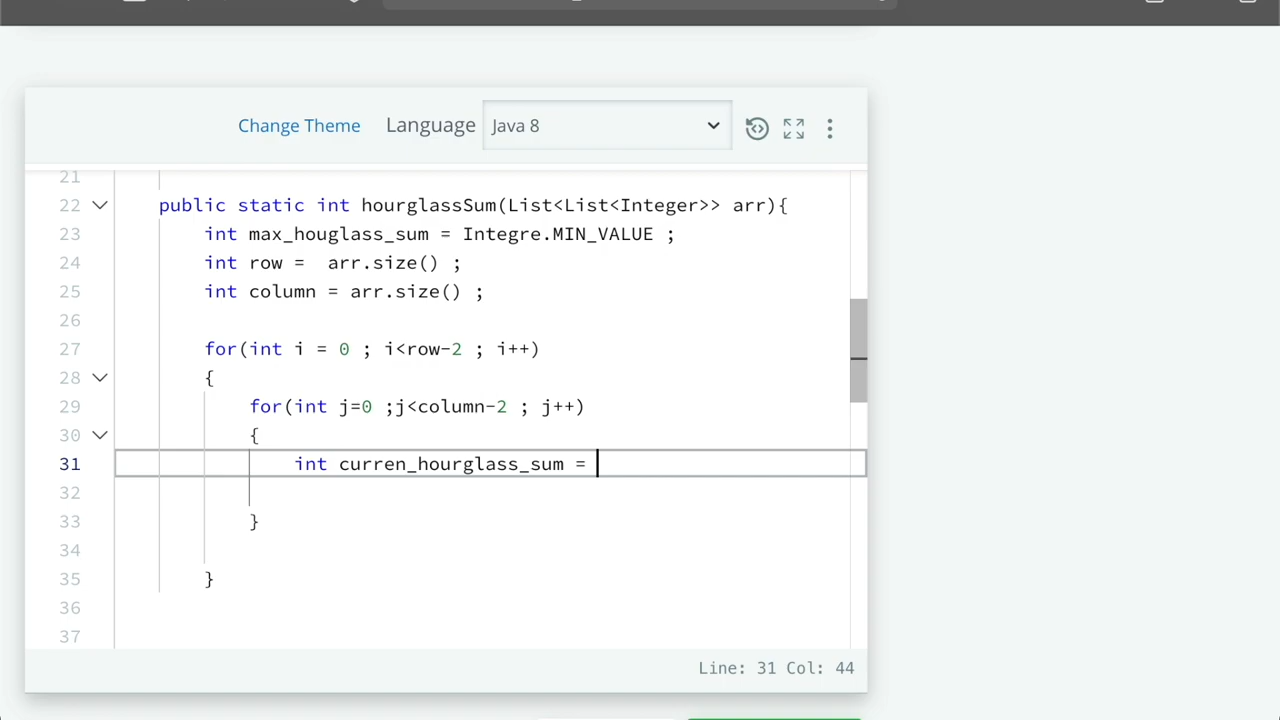 Change Theme Language Java 8
21
22 public static int hourglassSum(List<List<Integer>> arr){
23 int max_houglass_sum = Integre.MIN_VALUE ;
24 int row =  arr.size() ;
25 int column = arr.size() ;
26
27 for(int i = 0 ; i<row-2 ; i++)
28 {
29 for(int j=0 ;j<column-2 ; j++)
30 {
31 int curren_hourglass_sum =
32
33 }
34
35 }
36
37
Line: 31 Col: 44